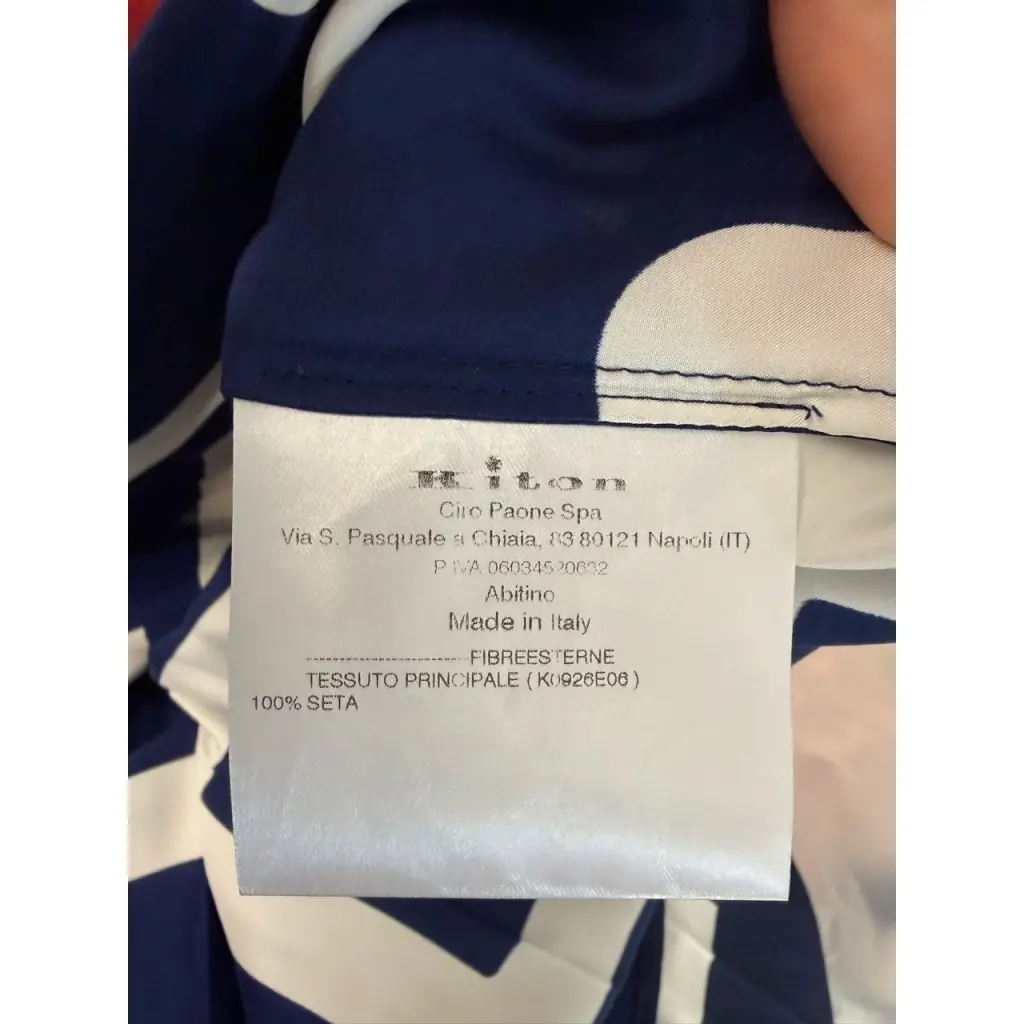 Kiton
Ciro Paone Spa
Via S. Pasquale a Chiaia, 83 80121 Napoli (IT)
P.IVA
Abitino
Made in Italy
-------------------------FIBREESTERNE
TESSUTO PRINCIPALE ( K0926E06 )
100% SETA